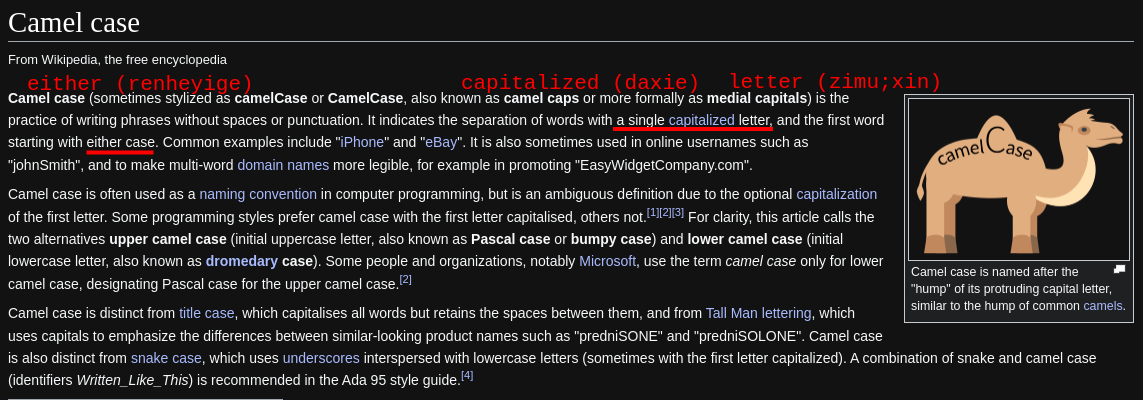 Camel case
From Wikipedia, the free encyclopedia
either (renheyige)
capitalized (daxie)
letter (zimu;xin)
Camel case (sometimes stylized as camelCase or CamelCase, also known as camel caps or more formally as medial capitals) is the
practice of writing phrases without spaces or punctuation. It indicates the separation of words with a single capitalized letter, and the first word
starting with either case. Common examples include "iPhone" and "eBay". It is also sometimes used in online usernames such as
"johnSmith", and to make multi-word domain names more legible, for example in promoting "EasyWidgetCompany.com".
Camel case is often used as a naming convention in computer programming, but is an ambiguous definition due to the optional capitalization
of the first letter. Some programming styles prefer camel case with the first letter capitalised, others not.[1][2][3] For clarity, this article calls the
two alternatives upper camel case (initial uppercase letter, also known as Pascal case or bumpy case) and lower camel case (initial
lowercase letter, also known as dromedary case). Some people and organizations, notably Microsoft, use the term camel case only for lower
camel case, designating Pascal case for the upper camel case.[2]
Camel case is distinct from title case, which capitalises all words but retains the spaces between them, and from Tall Man lettering, which
uses capitals to emphasize the differences between similar-looking product names such as "predniSONE" and "predniSOLONE". Camel case
is also distinct from snake case, which uses underscores interspersed with lowercase letters (sometimes with the first letter capitalized). A combination of snake and camel case
(identifiers Written_Like_This) is recommended in the Ada 95 style guide.[4]
camelCase
Camel case is named after the
"hump" of its protruding capital letter,
similar to the hump of common camels.